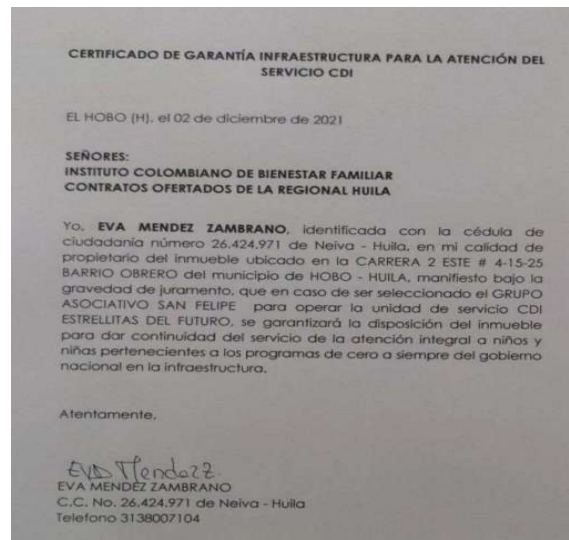 CERTIFICADO DE GARANTÍA INFRAESTRUCTURA PARA LA ATENCIÓN DEL
SERVICIO CDI
EL HOBO (H), el 02 de diciembre de 2021
SEÑORES:
INSTITUTO COLOMBIANO DE BIENESTAR FAMILIAR
CONTRATOS OFERTADOS DE LA REGIONAL HUILA
Yo, EVA MENDEZ ZAMBRANO, identificada con la cédula de
ciudadanía número 26.424.971 de Neiva - Huila, en mi calidad de
propietario del inmueble ubicado en la CARRERA 2 ESTE # 4-15-25
BARRIO OBRERO del municipio de HOBO - HUILA, manifiesto bajo la
gravedad de juramento, que en caso de ser seleccionado el GRUPO
ASOCIATIVO SAN FELIPE para operar la unidad de servicio CDI
ESTRELLITAS DEL FUTURO, se garantizará la disposición del inmueble
para dar continuidad del servicio de la atención integral a niños y
niñas pertenecientes a los programas de cero a siempre del gobierno
nacional en la infraestructura.
Atentamente,
EVA Mendez Z.
EVA MENDEZ ZAMBRANO
C.C. No. 26.424.971 de Neiva - Huila
Telefono 3138007104